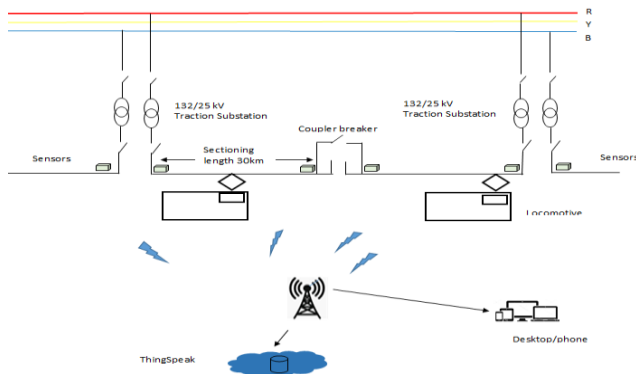 R
Y
B
132/25 kV
Traction Substation
132/25 kV
Traction Substation
Coupler breaker
Sectioning
length 30km
Sensors
Sensors
Locomotive
Desktop/phone
ThingSpeak